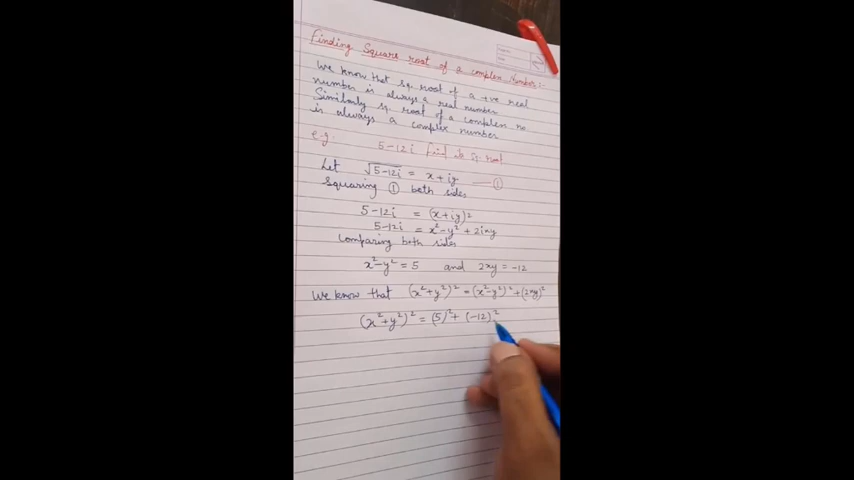 Finding Square root of a complex Number:-
We know that sq. root of a +ve real
number is always a real number
Similarly sq. root of a complex no
is always a complex number
e.g
5-12i find its sq. root
Let √5-12i = x+iy —①
Squaring ① both sides
5-12i = (x+iy)²
5-12i = x²-y²+2ixy
Comparing both sides
x²-y²=5 and 2xy=-12
We know that (x²+y²)²=(x²-y²)²+(2xy)²
(x²+y²)² = (5)²+(-12)²